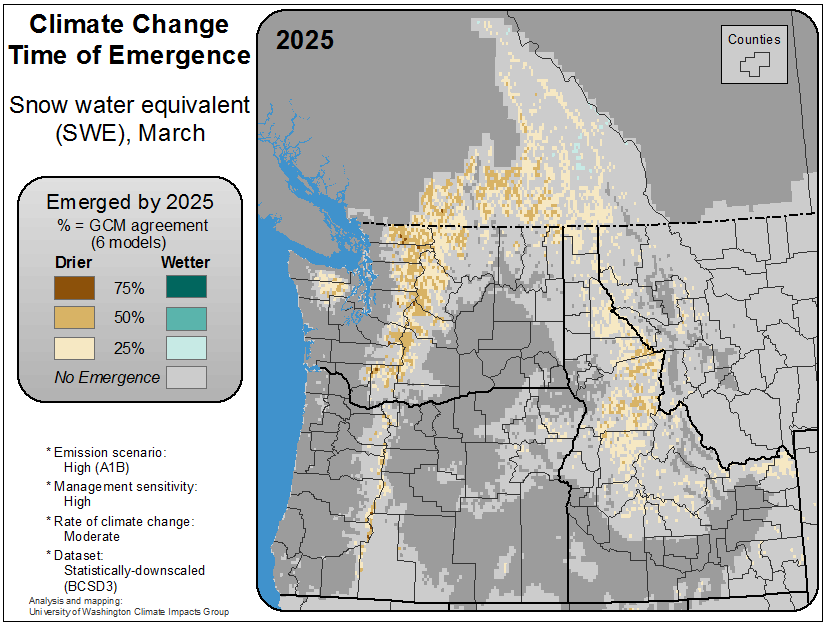 Climate Change
Time of Emergence
Snow water equivalent
(SWE), March
Emerged by 2025
% = GCM agreement
(6 models)
Drier Wetter
75%
50%
25%
No Emergence
* Emission scenario:
High (A1B)
* Management sensitivity:
High
* Rate of climate change:
Moderate
* Dataset:
Statistically-downscaled
(BCSD3)
Analysis and mapping:
University of Washington Climate Impacts Group
2025
Counties